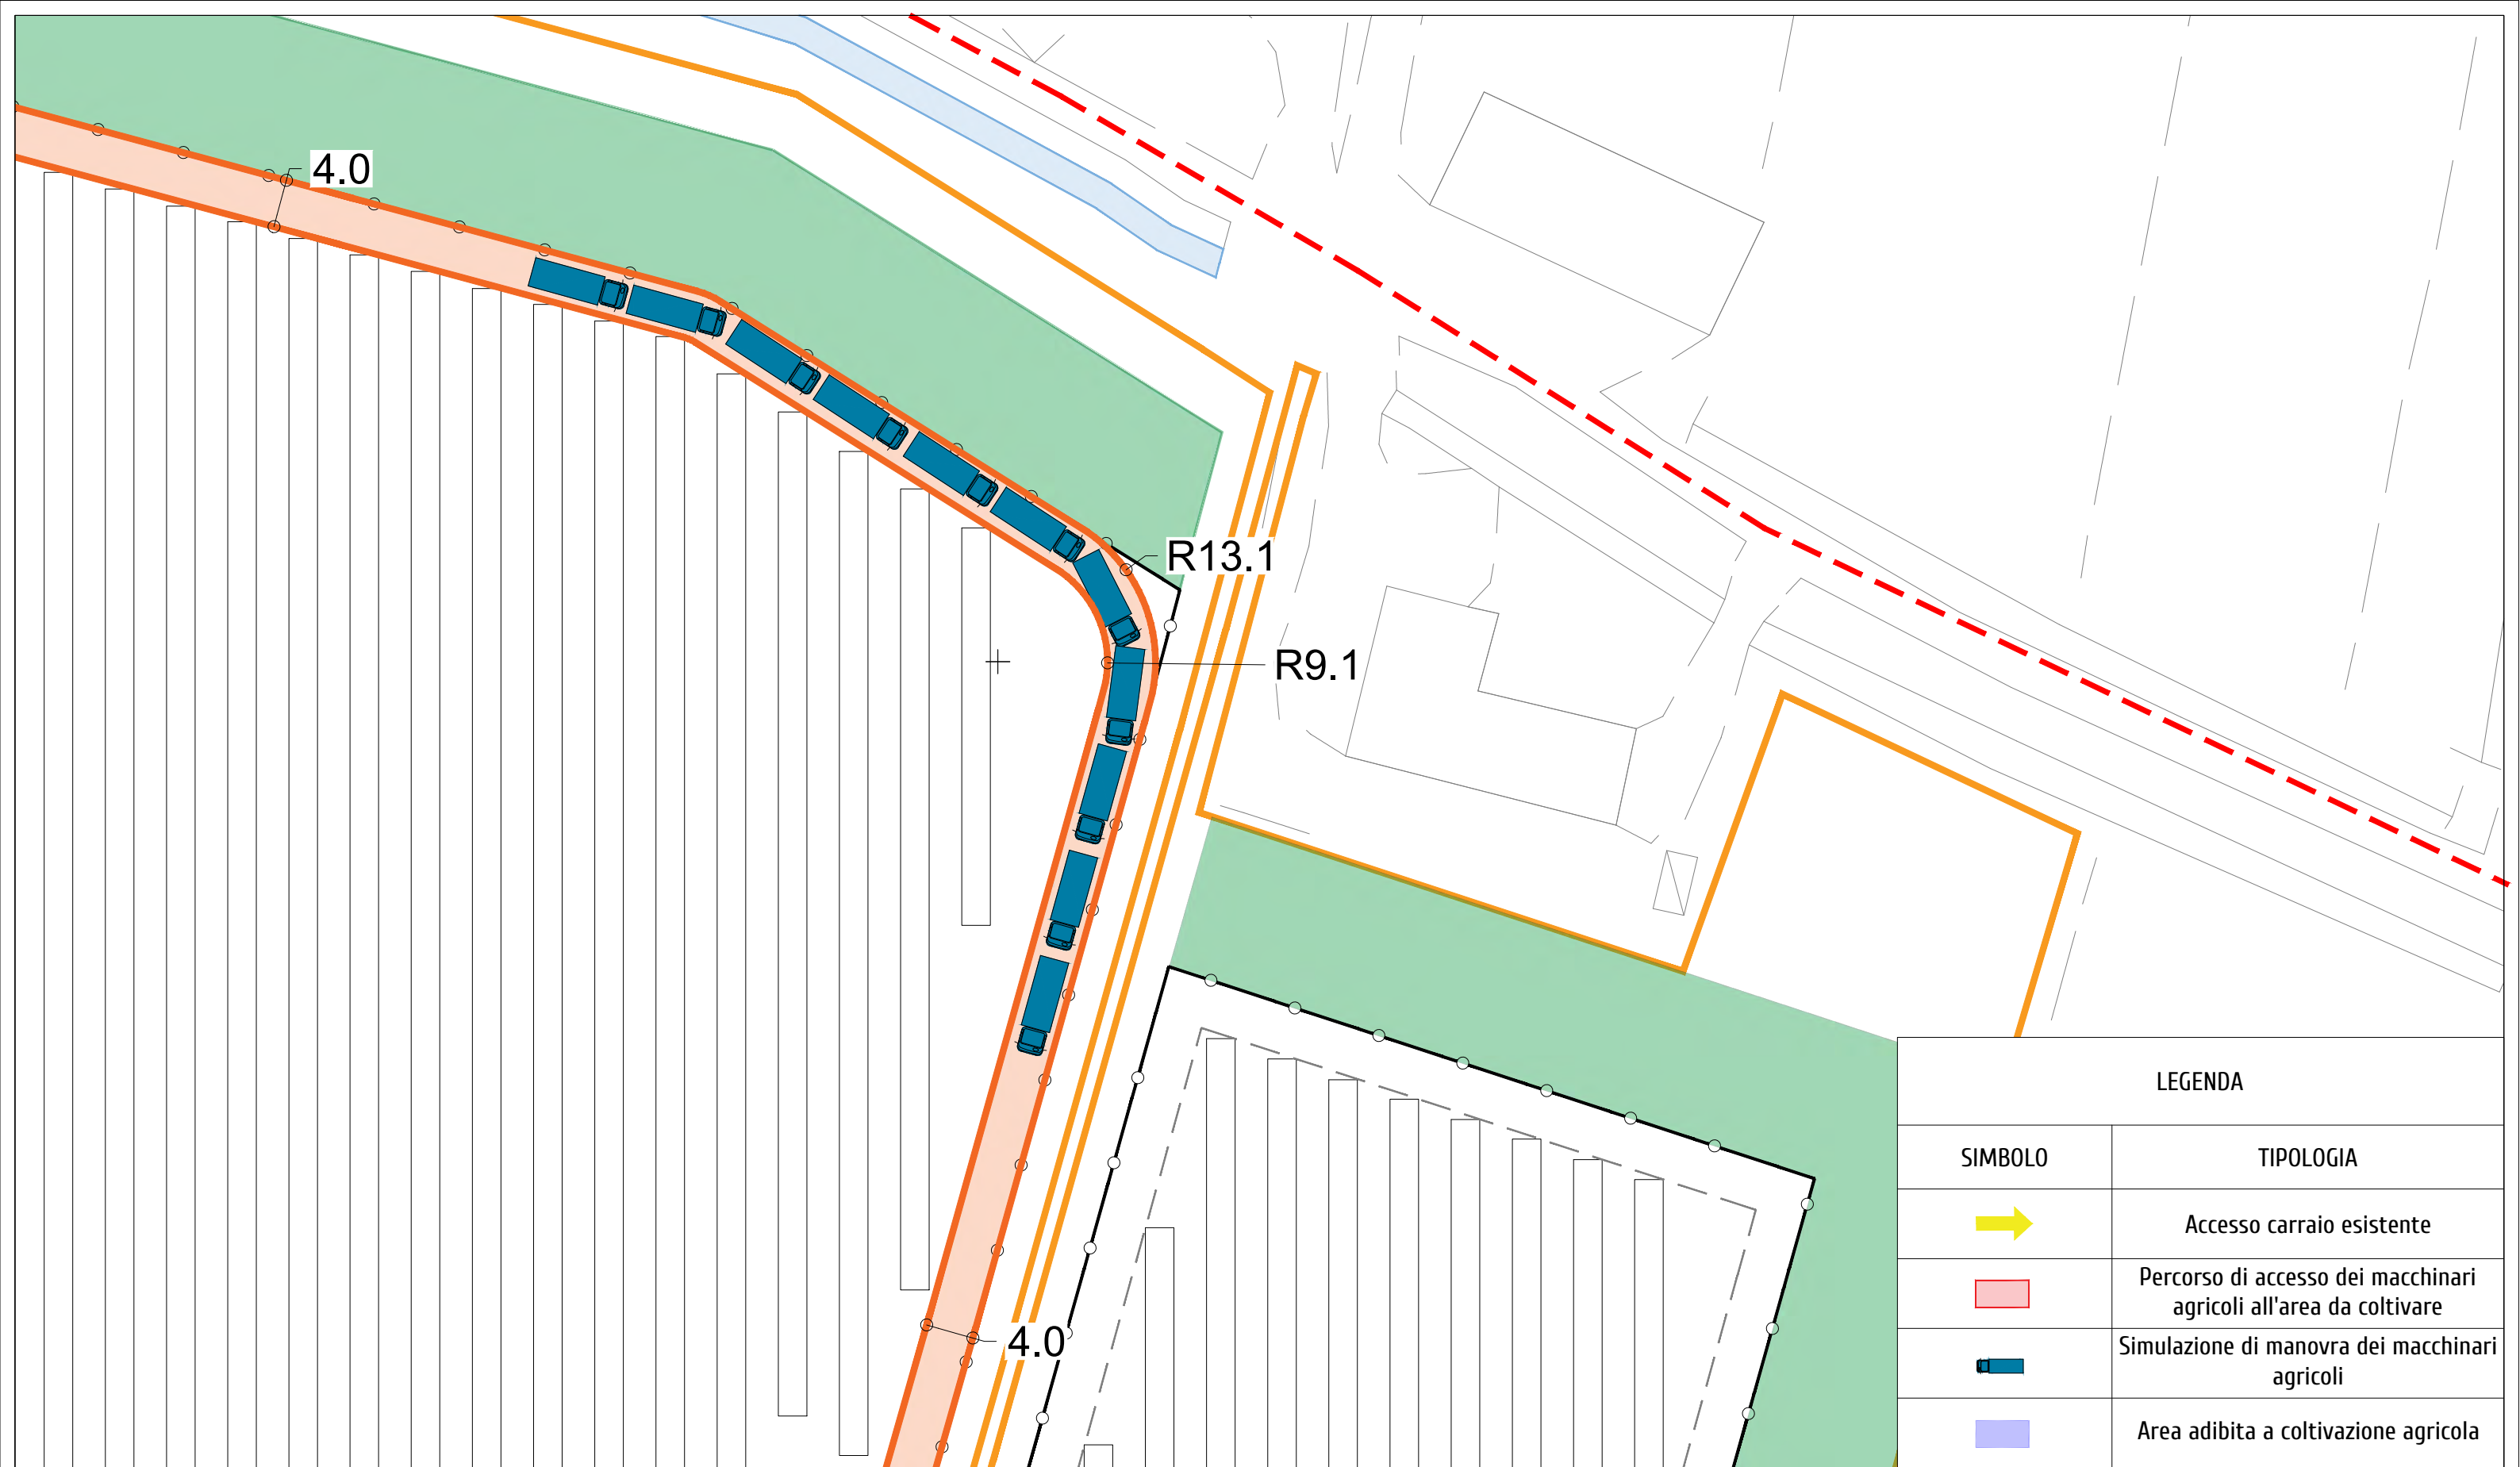 4.0
R13.1
R9.1
4.0
LEGENDA
SIMBOLO
TIPOLOGIA
Accesso carraio esistente
Percorso di accesso dei macchinari
agricoli all'area da coltivare
Simulazione di manovra dei macchinari
agricoli
Area adibita a coltivazione agricola